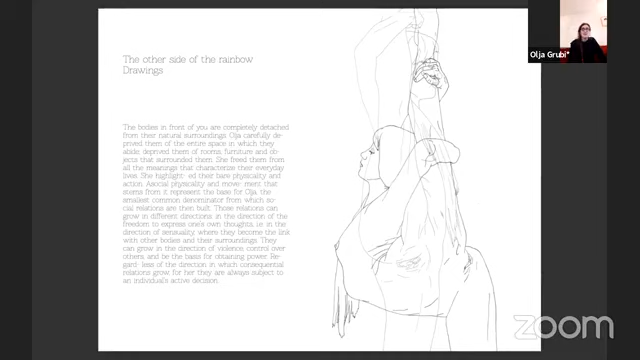 Olja Grubi*
The other side of the rainbow
Drawings
The bodies in front of you are completely detached
from their natural surroundings. Olja carefully de-
prived them of the entire space in which they
abide, deprived them of rooms, furniture and obj-
jects that surrounded them. She freed them from
all the meanings that characterize their everyday
lives. She highlight- ed their bare physicality and
action. Asocial physicality and move- ment that
stems from it represent the base for Olja, the
smallest common denominator from which so-
cial relations are then built. Those relations can
grow in different directions, in the direction of the
freedom to express one's own thoughts, i.e. in the
direction of sensuality, where they become the link
with other bodies and their surroundings. They
can grow in the direction of violence, control over
others, and be the basis for obtaining power. Re-
gard- less of the direction in which consequential
relations grow, for her they are always subject to
an individual's active decision.
zoom